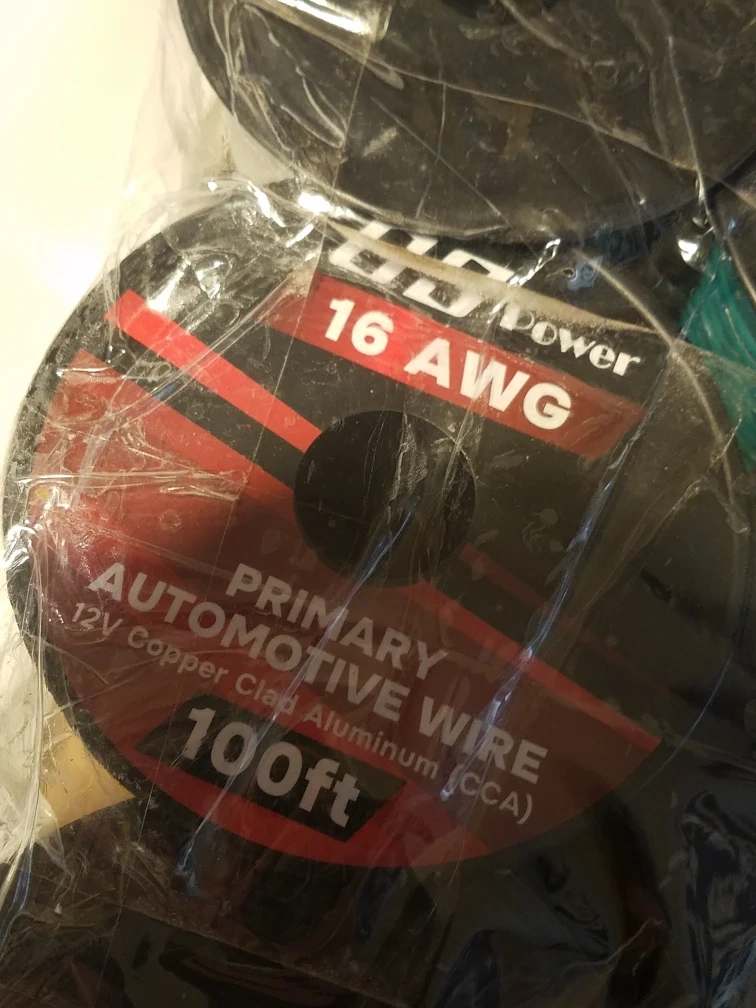 Power
16 AWG
PRIMARY
AUTOMOTIVE WIRE
12V Copper Clad Aluminum (CCA)
100ft